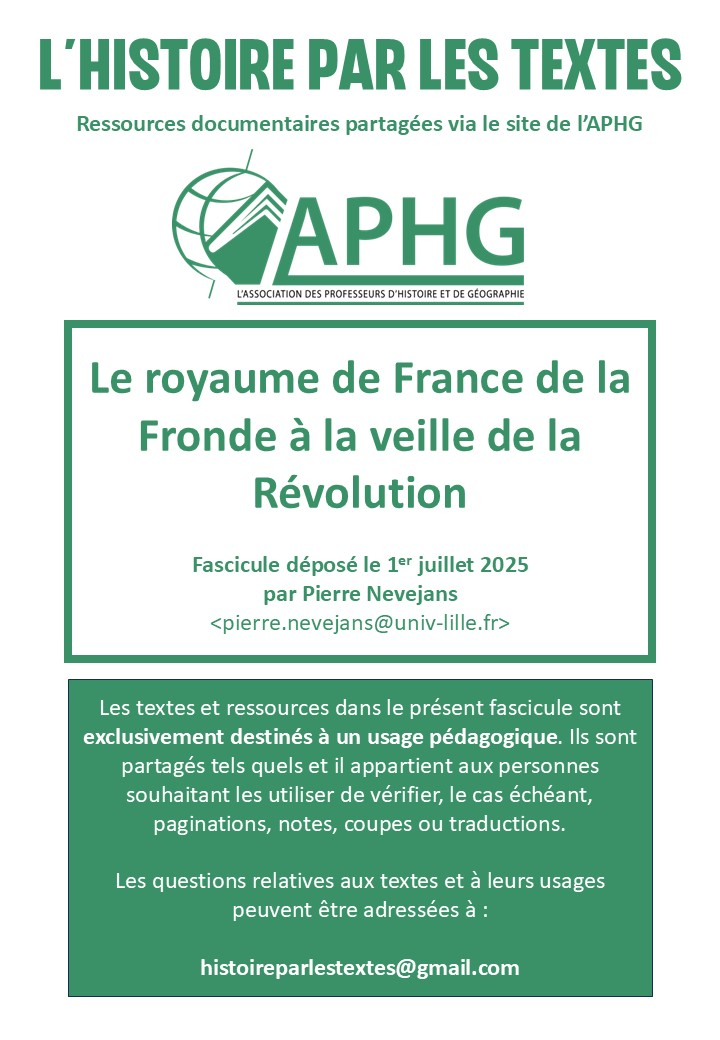 L'HISTOIRE PAR LES TEXTES
Ressources documentaires partagées via le site de l'APHG
APHG
L'ASSOCIATION DES PROFESSEURS D'HISTOIRE ET DE GÉOGRAPHIE
Le royaume de France de la
Fronde à la veille de la
Révolution
Fascicule déposé le 1er juillet 2025
par Pierre Nevejans
<pierre.nevejans@univ-lille.fr>
Les textes et ressources dans le présent fascicule sont
exclusivement destinés à un usage pédagogique. Ils sont
partagés tels quels et il appartient aux personnes
souhaitant les utiliser de vérifier, le cas échéant,
paginations, notes, coupes ou traductions.
Les questions relatives aux textes et à leurs usages
peuvent être adressées à :
histoireparlestextes@gmail.com